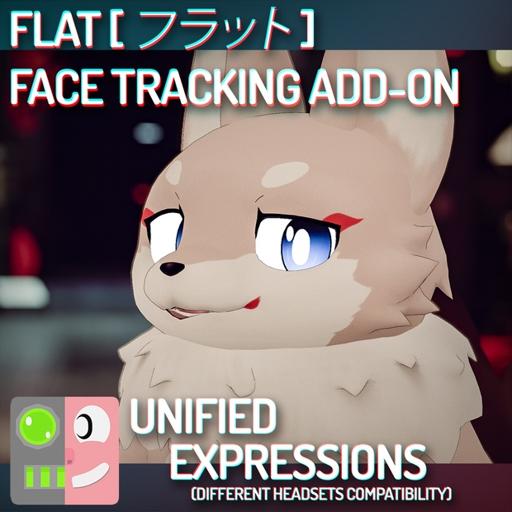 FLAT [ フラット ]
FACE TRACKING ADD-ON
UNIFIED
EXPRESSIONS
(DIFFERENT HEADSETS COMPATIBILITY)